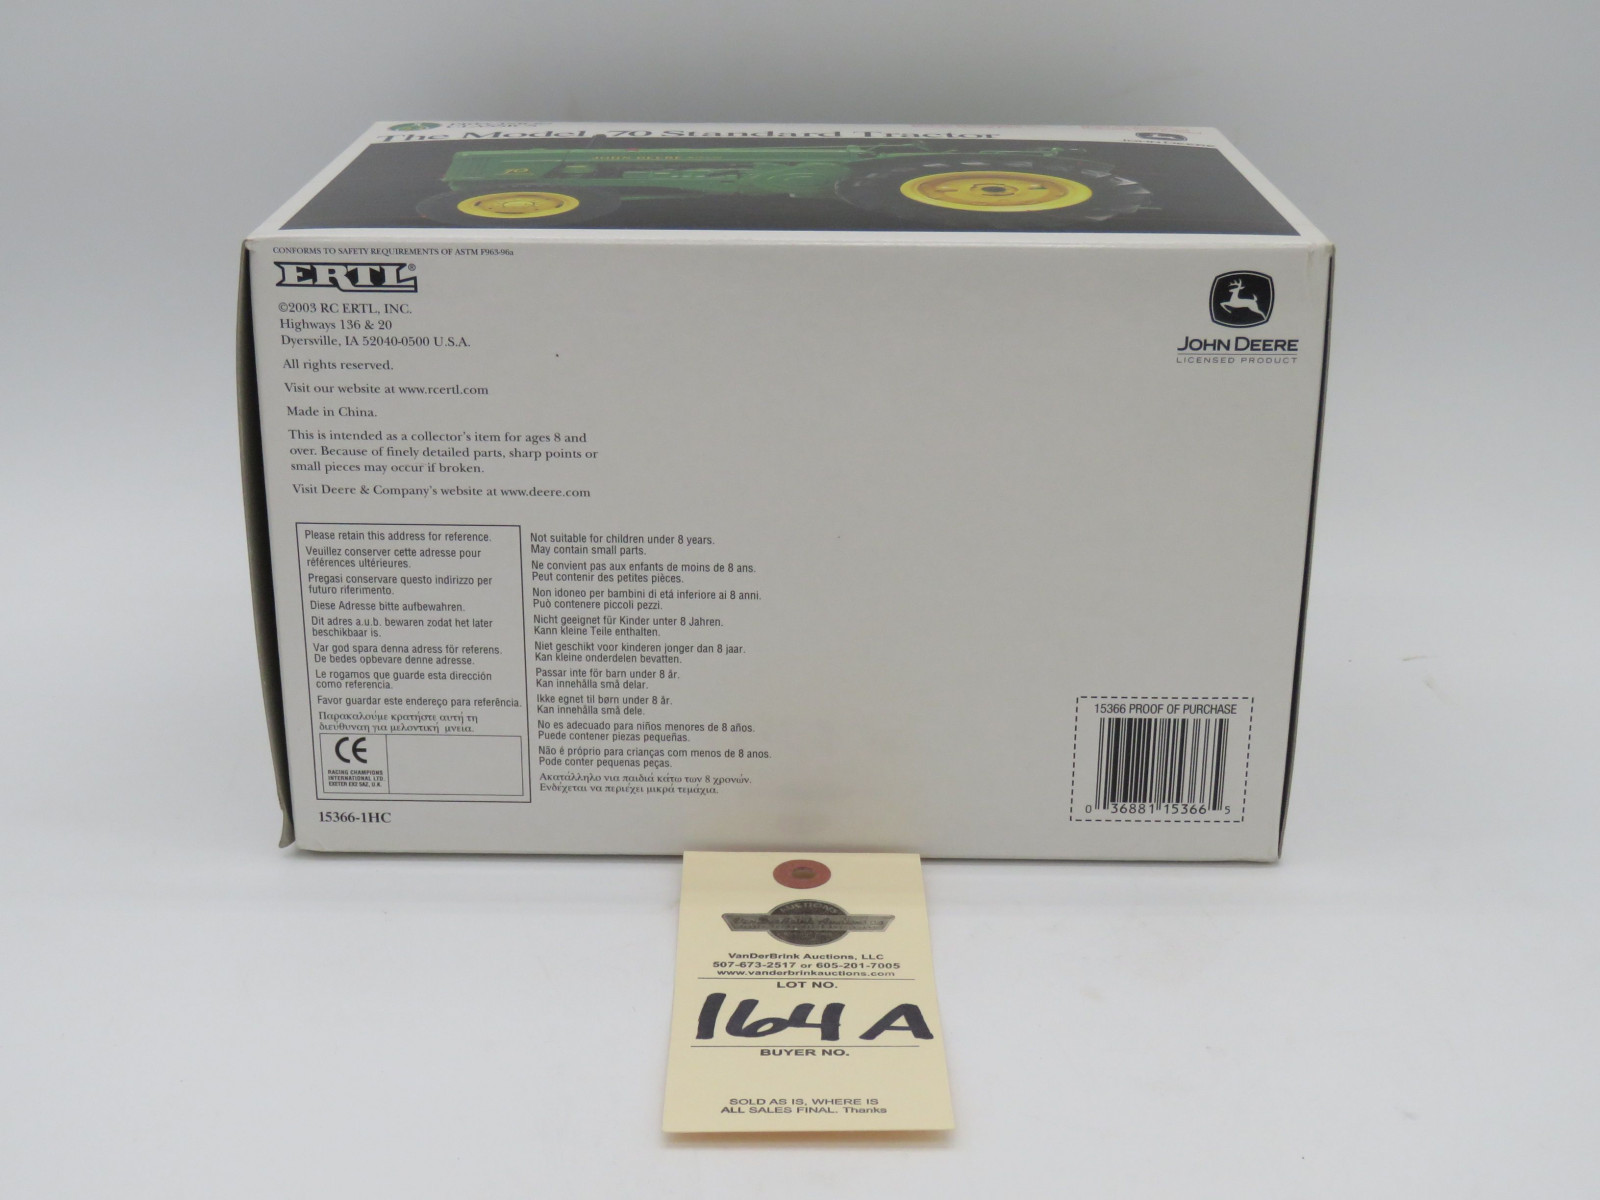 The Model 70 Standard Tractor
JOHN DEERE
70
CONFORMS TO SAFETY REQUIREMENTS OF ASTM F963-96a
ERTL®
©2003 RC ERTL, INC.
Highways 136 & 20
Dyersville, IA 52040-0500 U.S.A.
All rights reserved.
Visit our website at www.rcertl.com
Made in China.
This is intended as a collector's item for ages 8 and
over. Because of finely detailed parts, sharp points or
small pieces may occur if broken.
Visit Deere & Company's website at www.deere.com
JOHN DEERE
LICENSED PRODUCT
Please retain this address for reference.
Veuillez conserver cette adresse pour
références ultérieures.
Pregasi conservare questo indirizzo per
futuro riferimento.
Diese Adresse bitte aufbewahren.
Dit adres a.u.b. bewaren zodat het later
beschikbaar is.
Var god spara denna adress för referens.
De bedes opbevare denne adresse.
Le rogamos que guarde esta dirección
como referencia.
Favor guardar este endereço para referência.
Παρακαλούμε κρατήστε αυτή τη
διεύθυνση για μελοντική μνεία.
CE
RACING CHAMPIONS
INTERNATIONAL LTD.
EXETER EX2 5AZ, U.K.
15366-1HC
Not suitable for children under 8 years.
May contain small parts.
Ne convient pas aux enfants de moins de 8 ans.
Peut contenir des petites pièces.
Non idoneo per bambini di etá inferiore ai 8 anni.
Può contenere piccoli pezzi.
Nicht geeignet für Kinder unter 8 Jahren.
Kann kleine Teile enthalten.
Niet geschikt voor kinderen jonger dan 8 jaar.
Kan kleine onderdelen bevatten.
Passar inte för barn under 8 år.
Kan innehålla små delar.
Ikke egnet til børn under 8 år.
Kan innehålla små dele.
No es adecuado para niños menores de 8 años.
Puede contener piezas pequeñas.
Não é próprio para crianças com menos de 8 anos.
Pode conter pequenas peças.
Ακατάλληλο για παιδιά κάτω των 8 χρονών.
Ενδέχεται να περιέχει μικρά τεμάχια.
15366 PROOF OF PURCHASE
0 36881 15366 5
VanDerBrink Auctions, LLC
507-673-2517 or 605-201-7005
www.vanderbrinkauctions.com
LOT NO.
164A
BUYER NO.
SOLD AS IS, WHERE IS
ALL SALES FINAL. Thanks